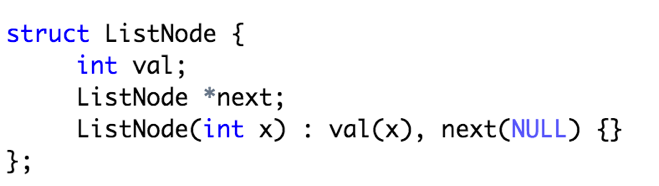 struct ListNode {
     int val;
     ListNode *next;
     ListNode(int x) : val(x), next(NULL) {}
};